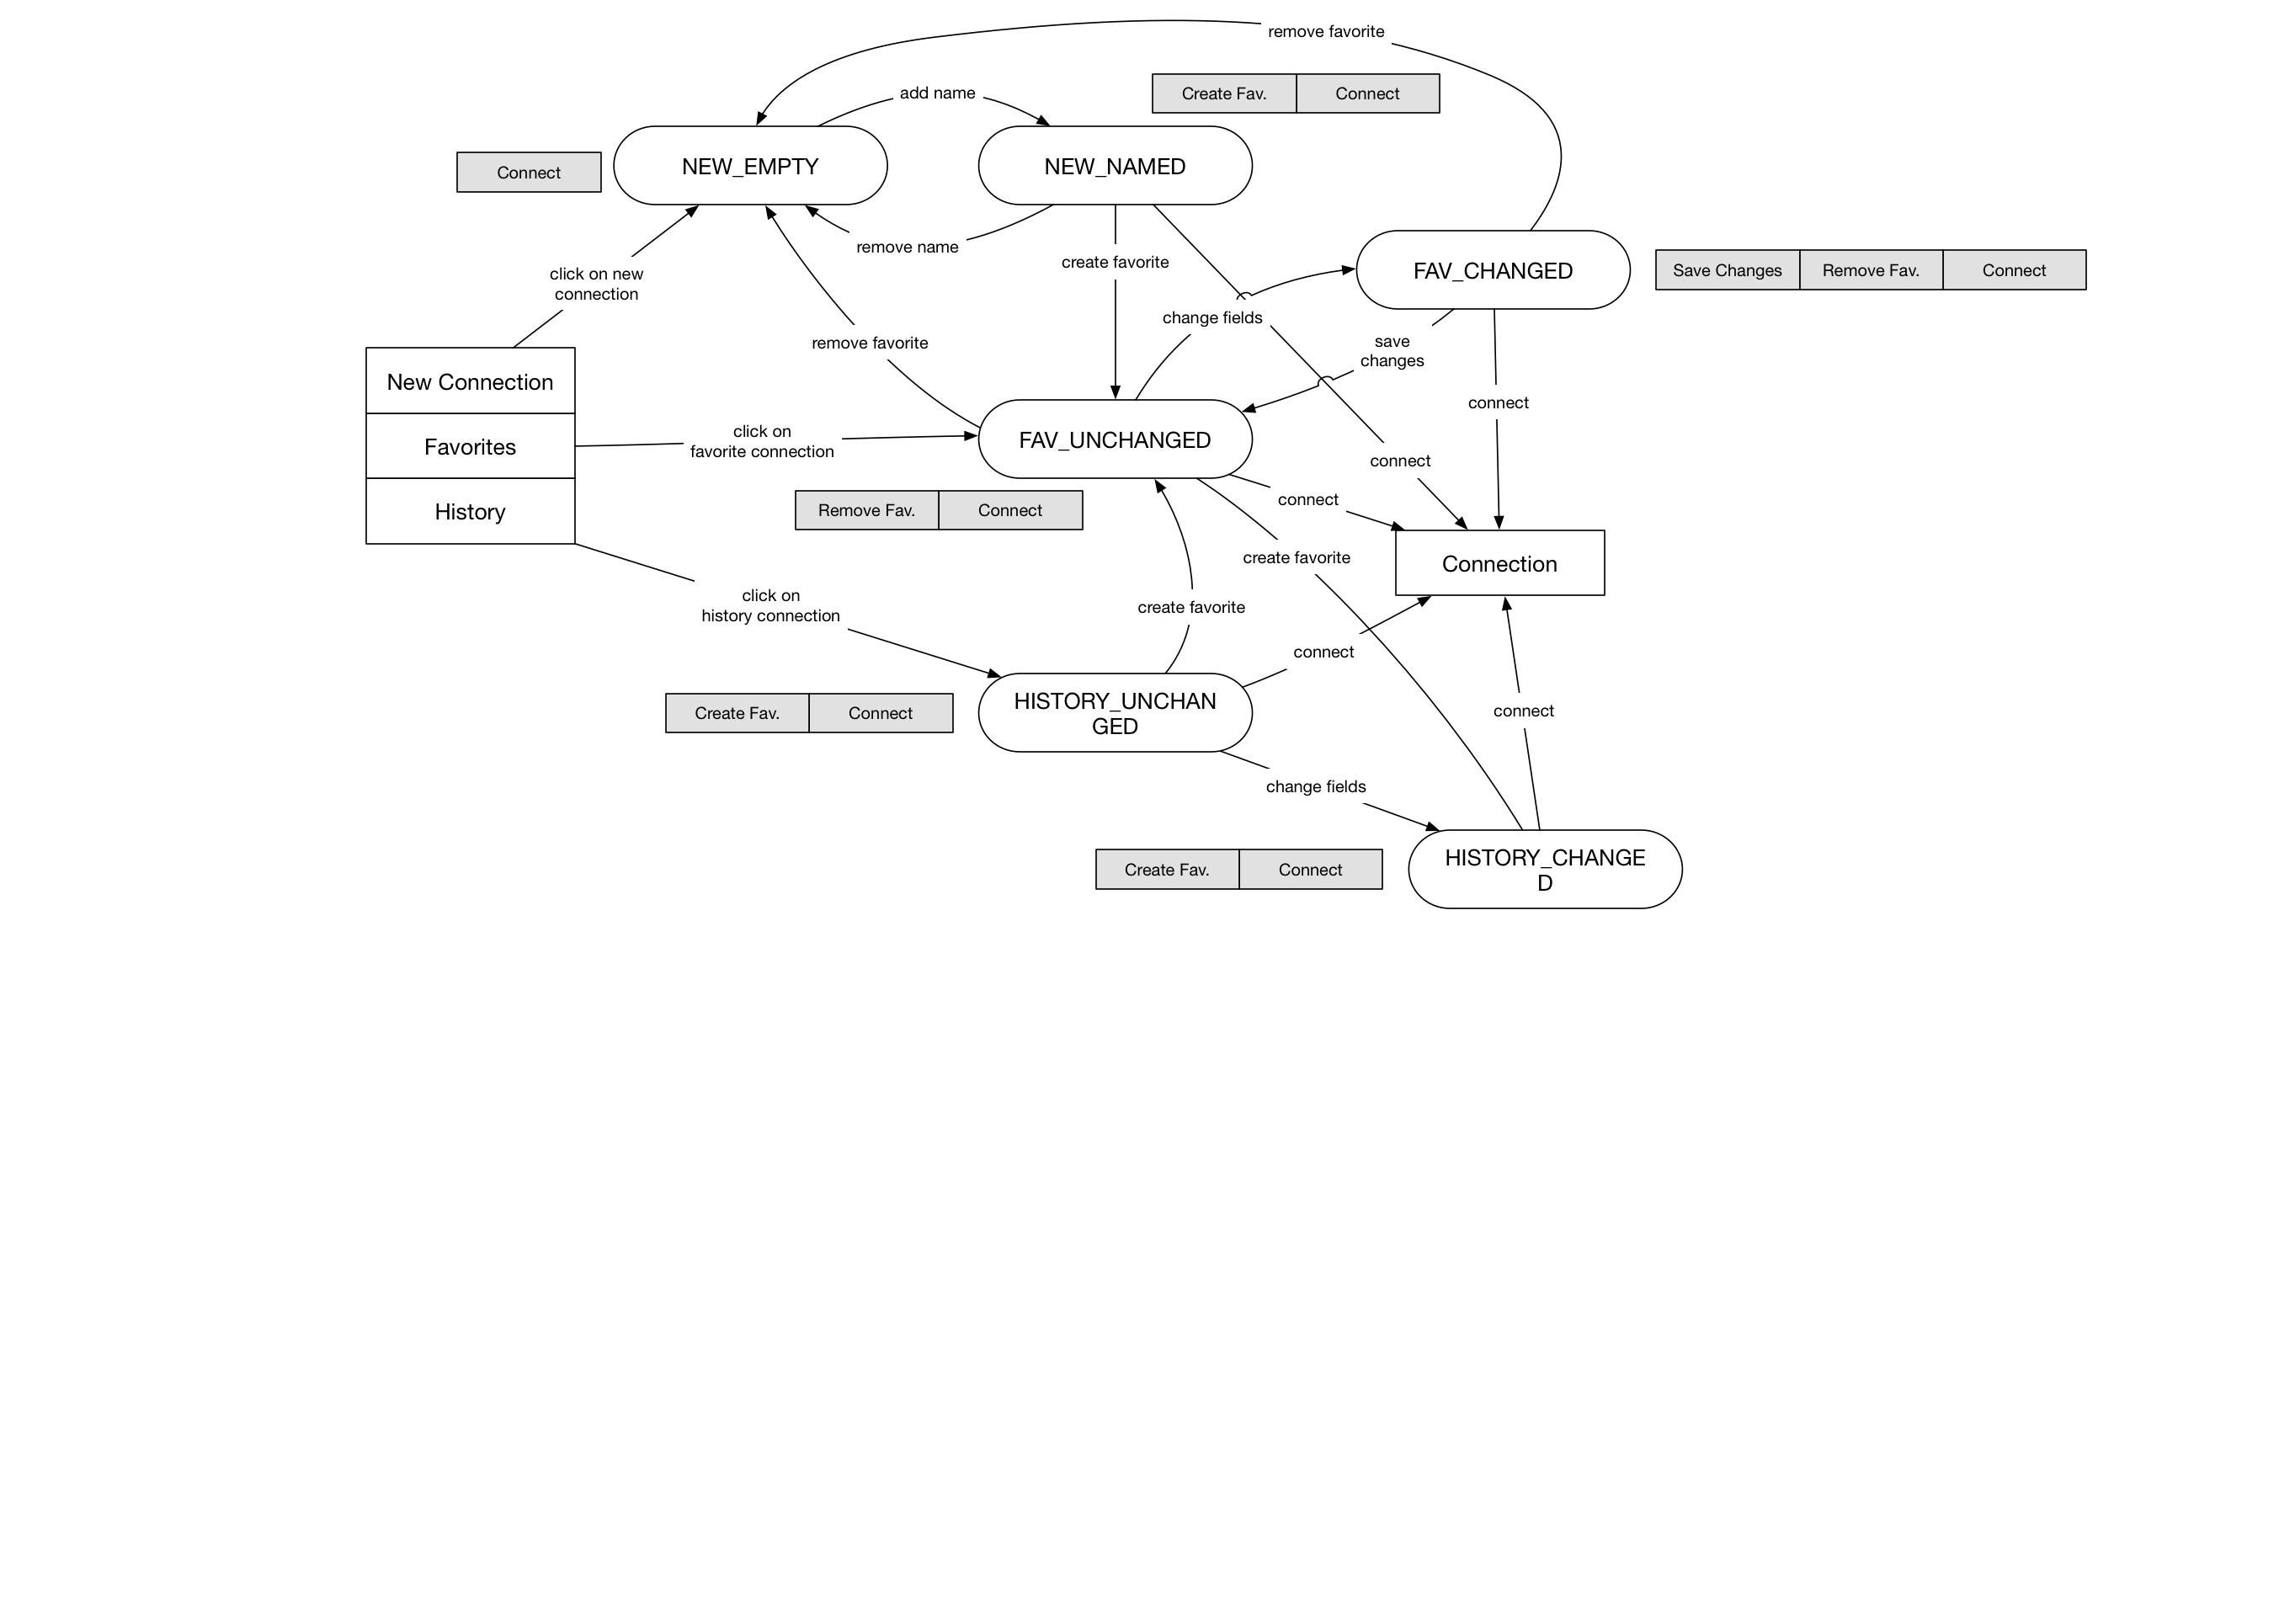 remove favorite
add name
Create Fav.
Connect
NEW_EMPTY
NEW_NAMED
Connect
remove name
create favorite
click on new
connection
FAV_CHANGED
Save Changes
Remove Fav.
Connect
change fields
remove favorite
save
changes
New Connection
Favorites
History
click on
favorite connection
FAV_UNCHANGED
connect
connect
connect
Remove Fav.
Connect
create favorite
Connection
click on
history connection
create favorite
connect
HISTORY_UNCHAN
GED
Create Fav.
Connect
connect
change fields
HISTORY_CHANGE
D
Create Fav.
Connect